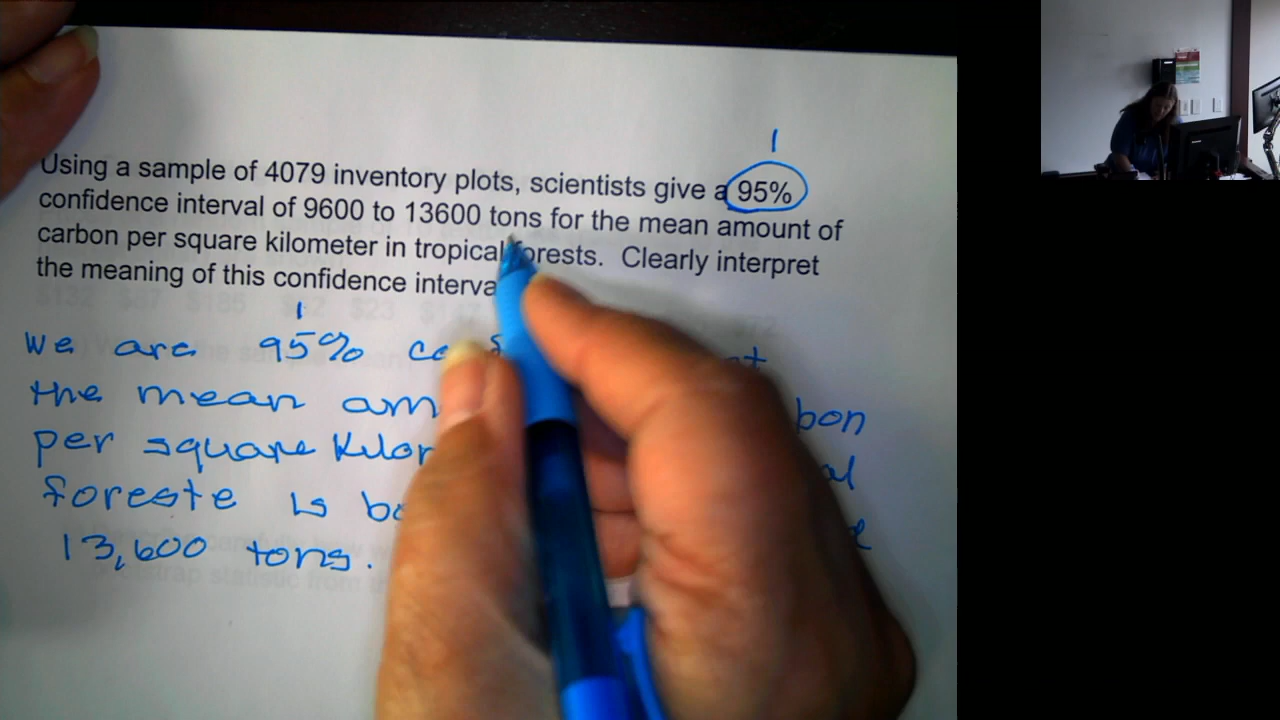 Using a sample of 4079 inventory plots, scientists give a 95%
confidence interval of 9600 to 13600 tons for the mean amount of
carbon per square kilometer in tropical forests. Clearly interpret
the meaning of this confidence interva
1
1
we are 95%
the mean am bon
per square kilo al
foreste is
13,600 tons.